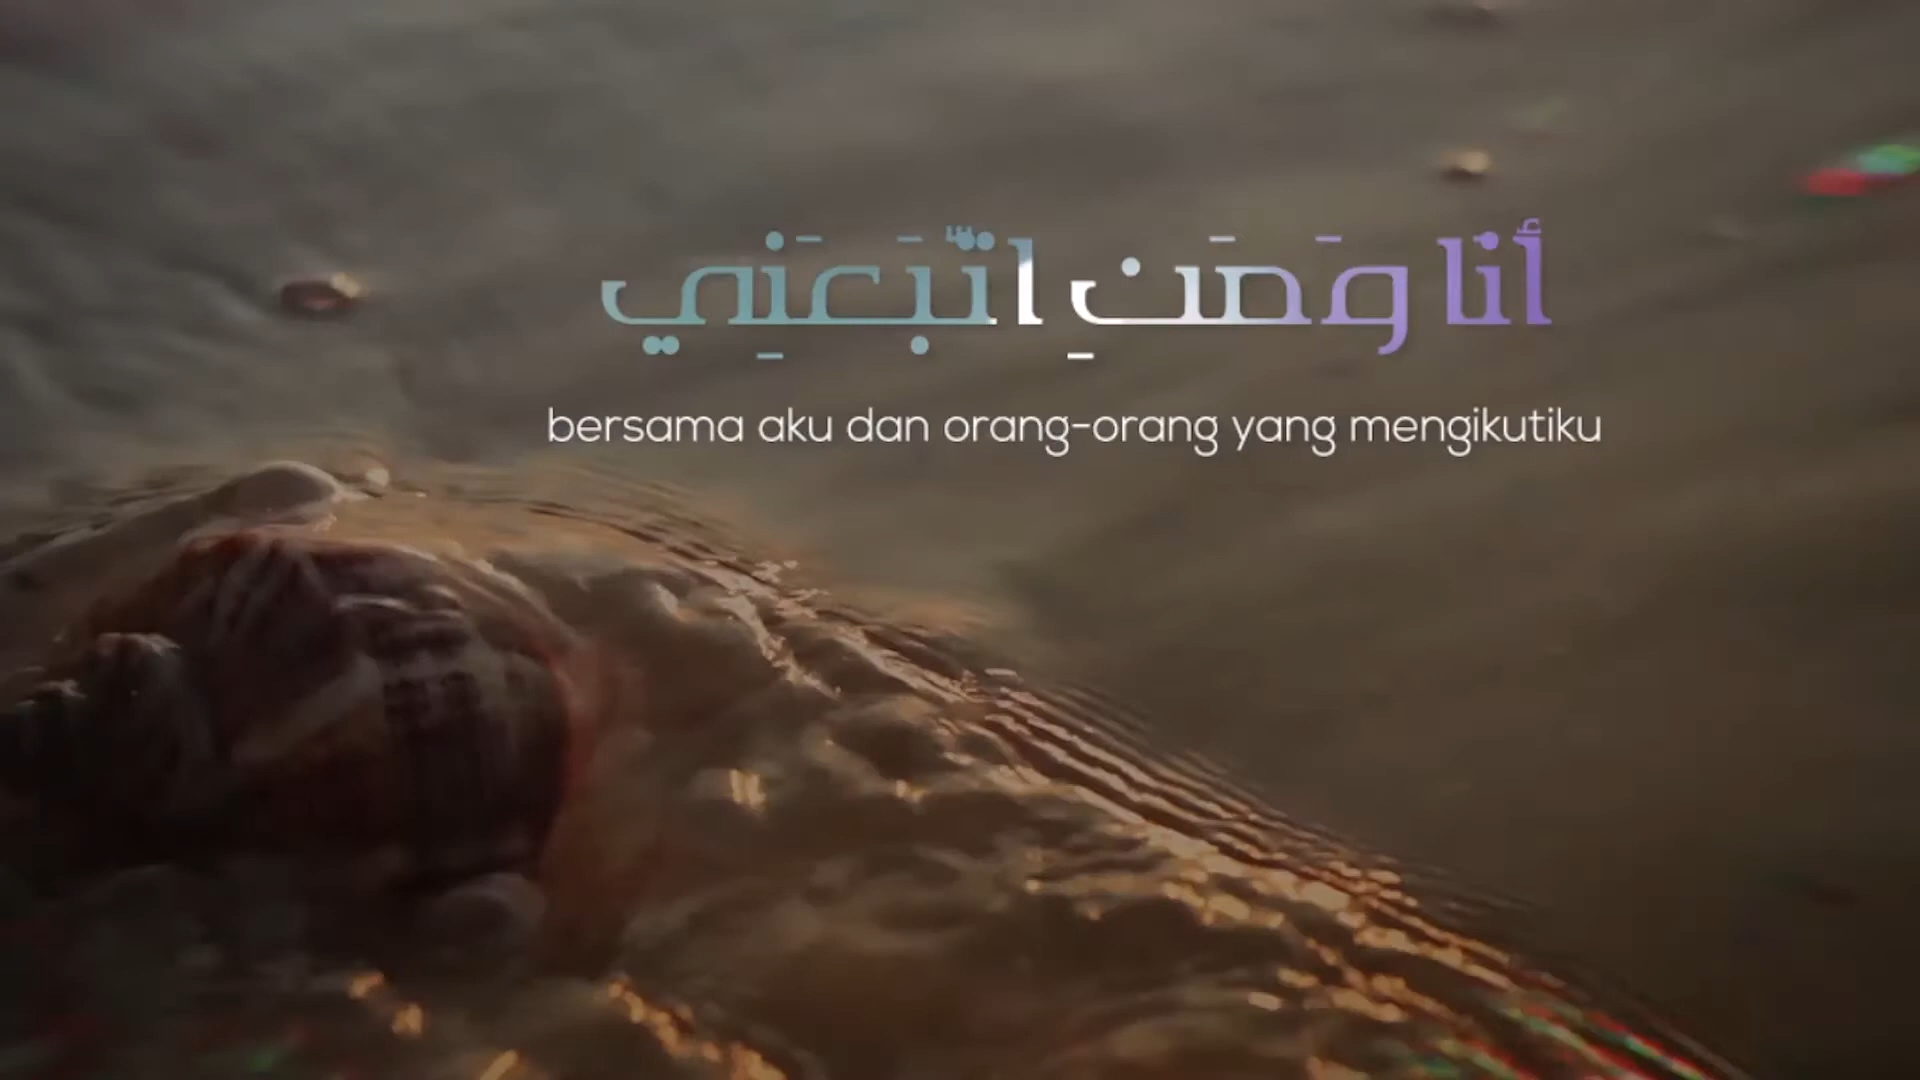 أنا وَمَنِ اتَّبَعَنِي
bersama aku dan orang-orang yang mengikutiku